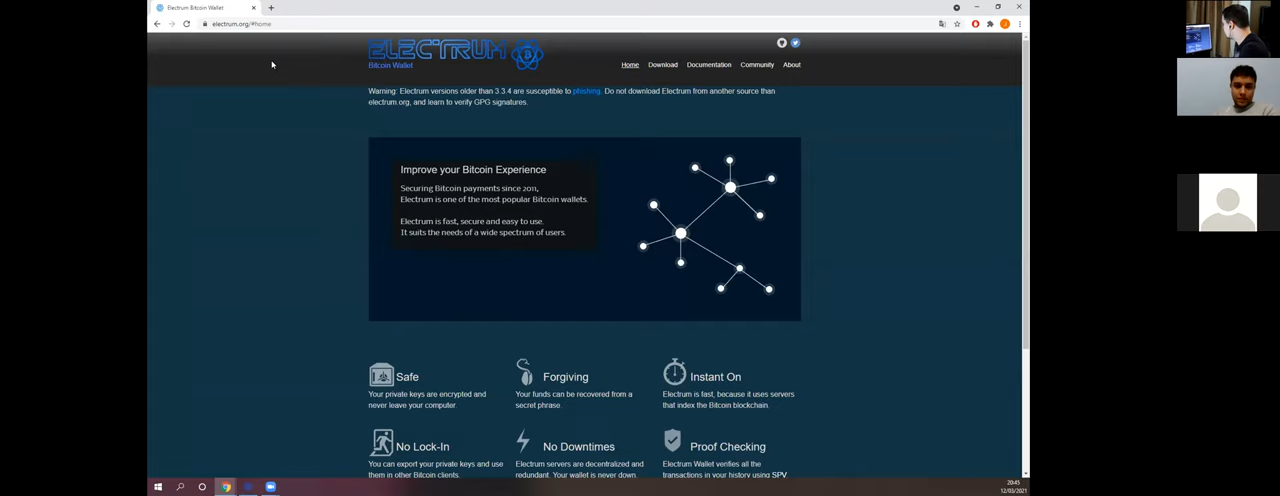 Electrum Bitcoin Wallet
electrum.org/#home
ELECTRUM
Bitcoin Wallet
Home Download Documentation Community About
Warning: Electrum versions older than 3.3.4 are susceptible to phishing. Do not download Electrum from another source than
electrum.org, and learn to verify GPG signatures.
Improve your Bitcoin Experience
Securing Bitcoin payments since 2011,
Electrum is one of the most popular Bitcoin wallets.
Electrum is fast, secure and easy to use.
It suits the needs of a wide spectrum of users.
Safe
Your private keys are encrypted and
never leave your computer.
Forgiving
Your funds can be recovered from a
secret phrase.
Instant On
Electrum is fast, because it uses servers
that index the Bitcoin blockchain.
No Lock-In
You can export your private keys and use
them in other Bitcoin clients.
No Downtimes
Electrum servers are decentralized and
redundant. Your wallet is never down.
Proof Checking
Electrum Wallet verifies all the
transactions in your history using SPV
20:45
12/03/2021